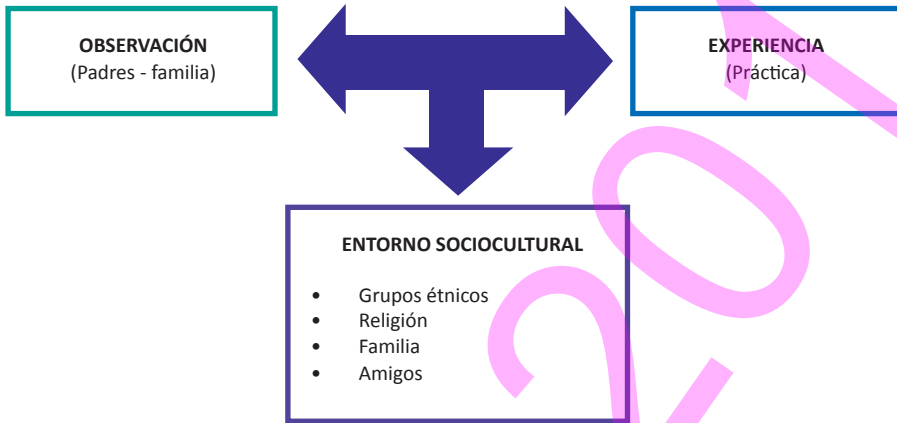 OBSERVACIÓN
(Padres - familia)
EXPERIENCIA
(Práctica)
ENTORNO SOCIOCULTURAL
• Grupos étnicos
• Religión
• Familia
• Amigos